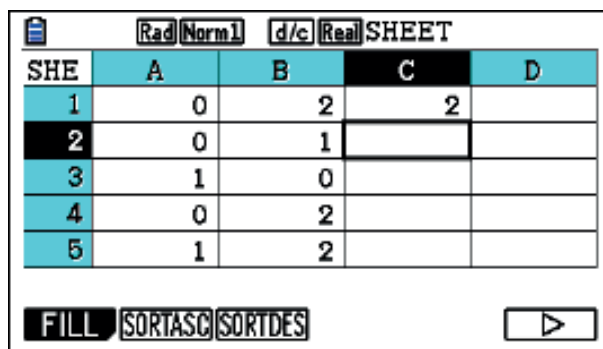 Rad Norm1 d/c Real SHEET
SHE A B C D
1 0 2 2
2 0 1
3 1 0
4 0 2
5 1 2
FILL SORTASC SORTDES